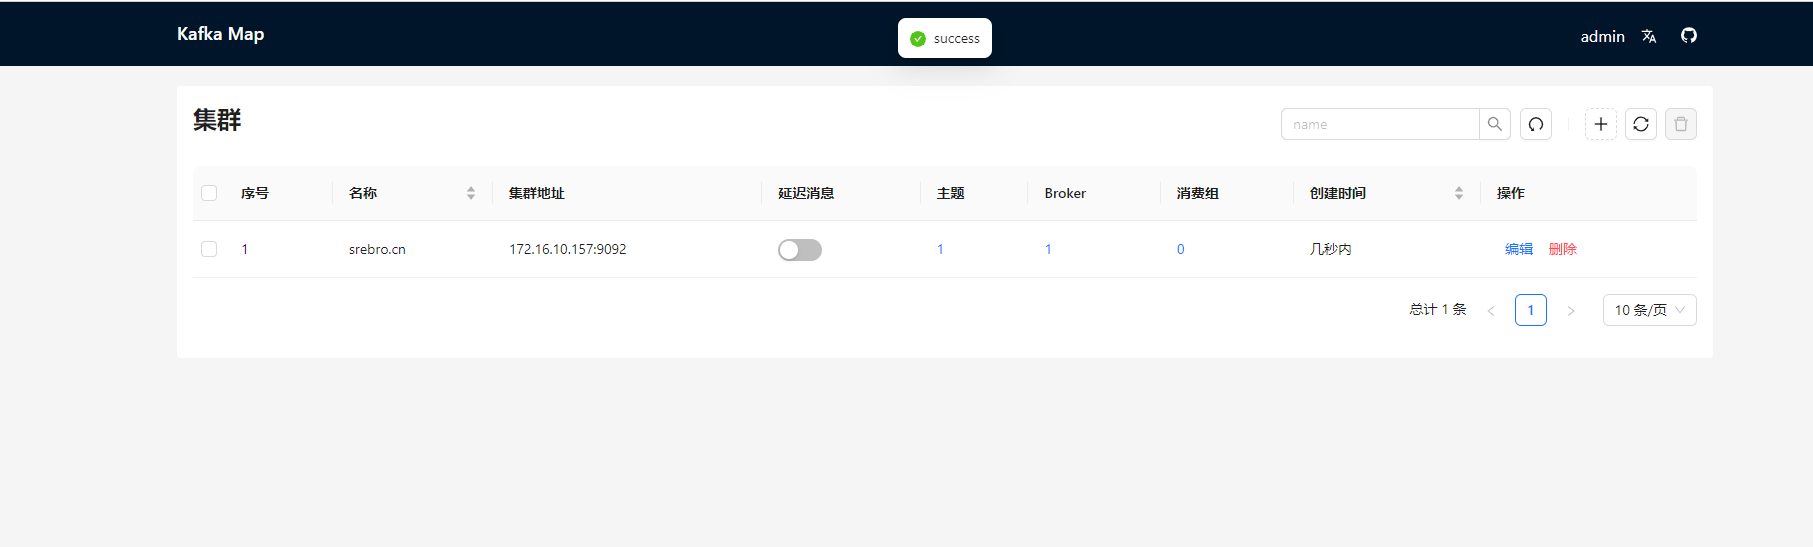 Kafka Map
success
admin
集群
name
序号 名称 集群地址 延迟消息 主题 Broker 消费组 创建时间 操作
1 srebro.cn 172.16.10.157:9092 1 1 0 几秒内 编辑 删除
总计 1 条 < 1 > 10 条/页